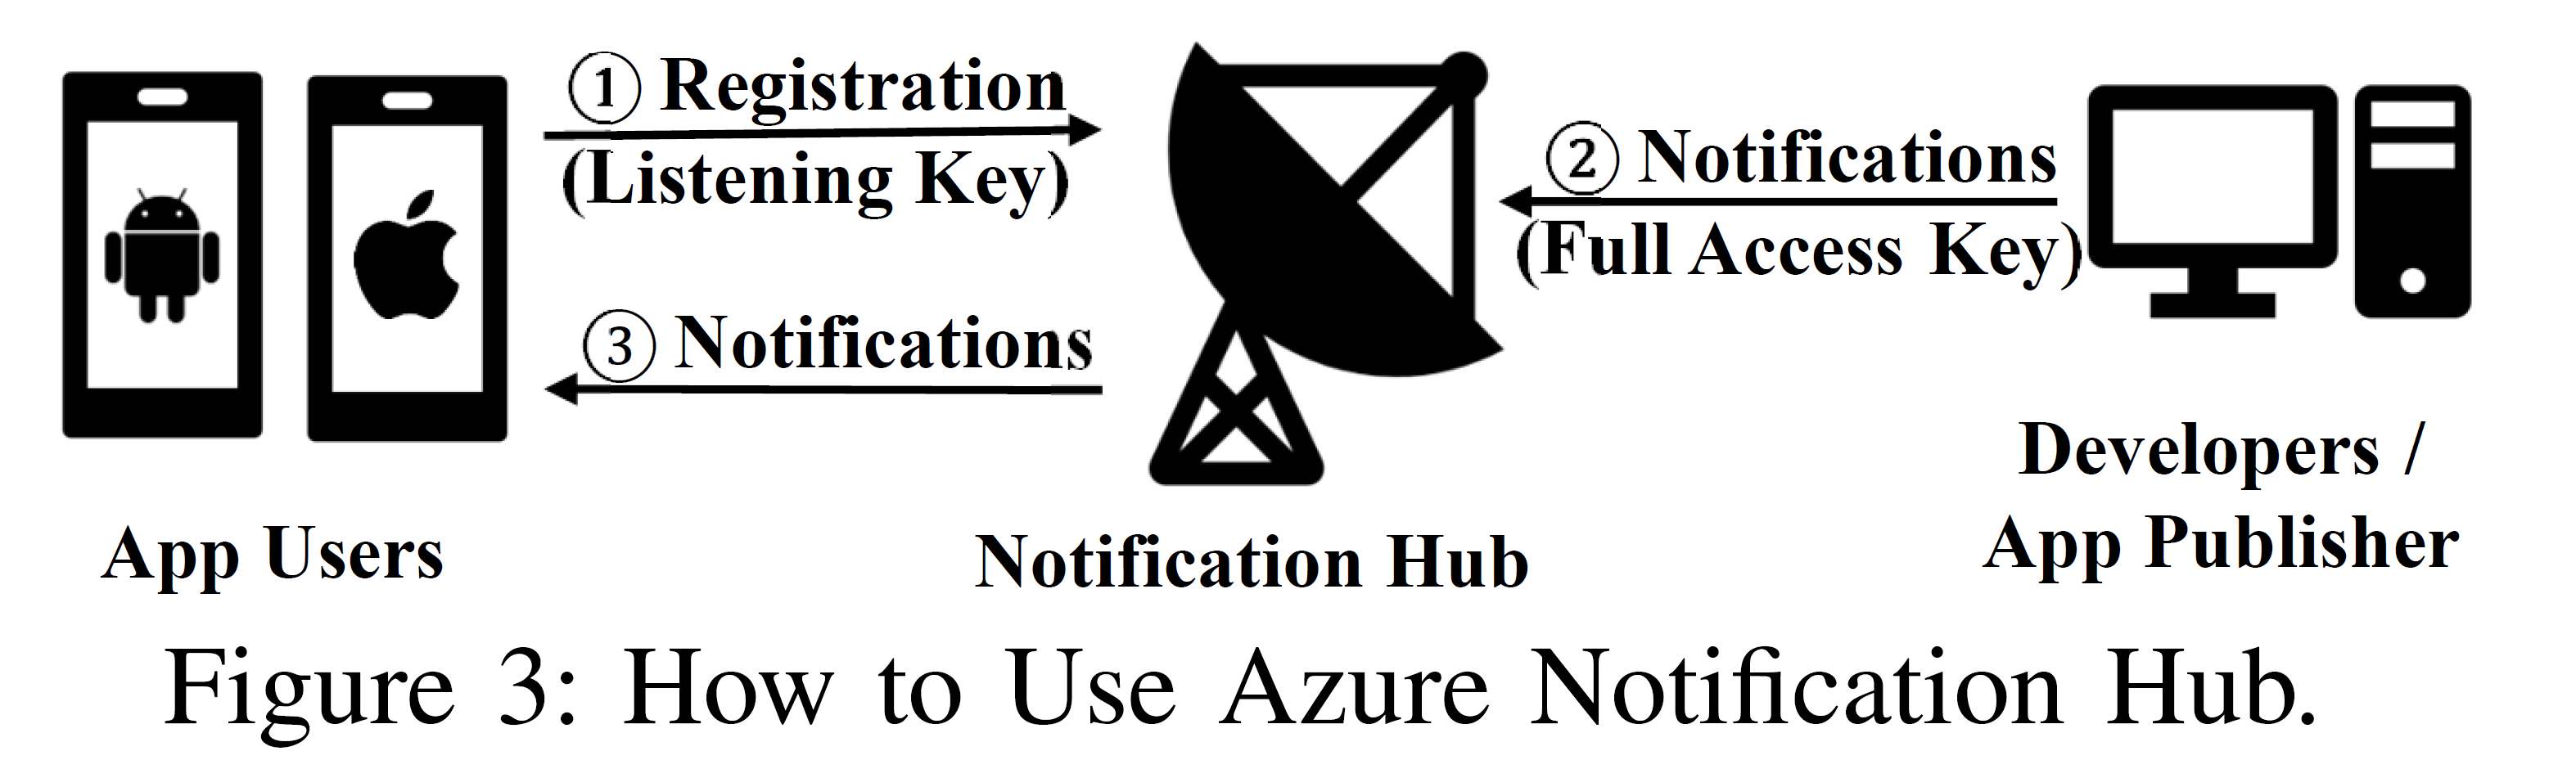 ① Registration
(Listening Key)
② Notifications
(Full Access Key)
③ Notifications
App Users
Notification Hub
Developers /
App Publisher
Figure 3: How to Use Azure Notification Hub.